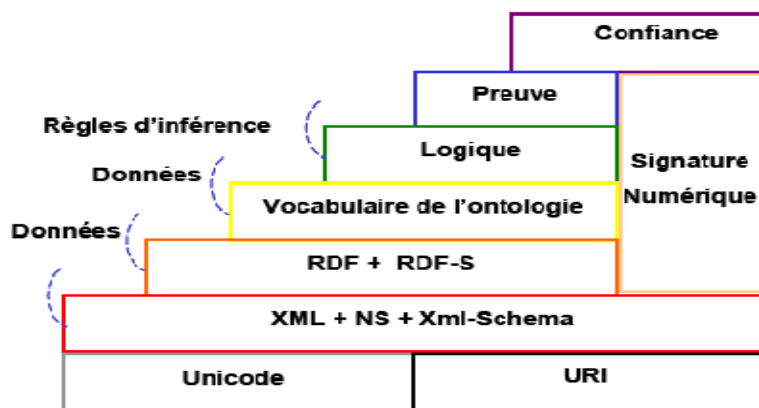 Confiance
Preuve
Règles d'inférence
Logique
Signature
Numérique
Données
Vocabulaire de l'ontologie
Données
RDF + RDF-S
XML + NS + Xml-Schema
Unicode
URI